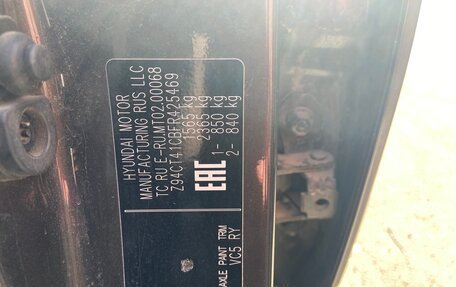 HYUNDAI MOTOR
MANUFACTURING RUS LLC
TC RU E-RU.MT02.00068
Z94CT41CBFR425469
1565 kg
2365 kg
1- 850 kg
2- 840 kg
EAC
AXLE PAINT TRIM
VC5 RY